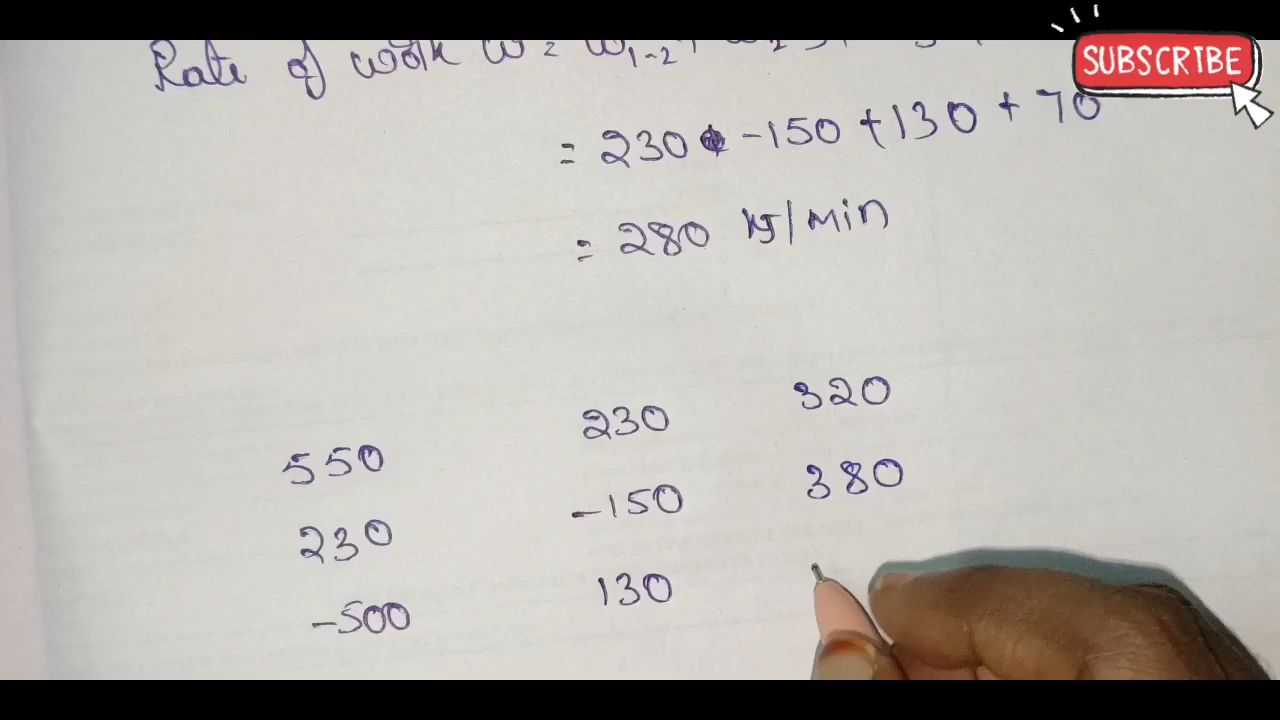 Rate of work W = W1-2 +
SUBSCRIBE
= 230 -150 + 130 + 70
= 280 kJ/min
550 230 320
230 -150 380
-500 130